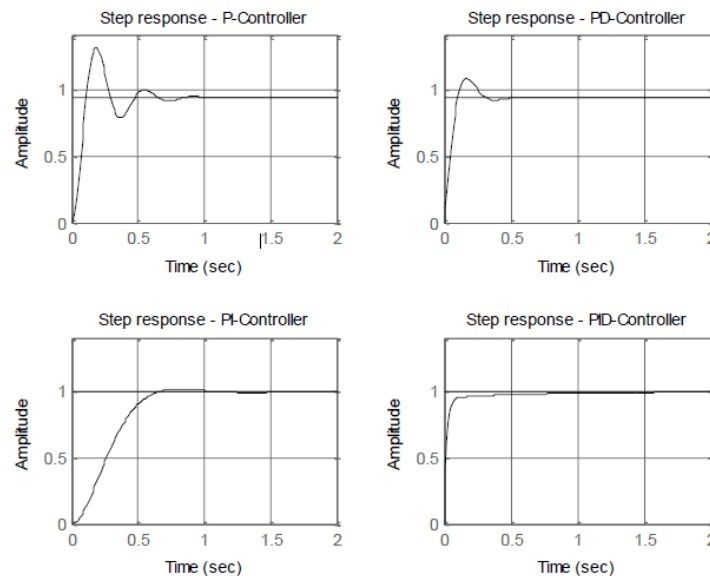 Step response - P-Controller
Step response - PD-Controller
1
0.5
0
0
0.5
1
1.5
2
Amplitude
Time (sec)
1
0.5
0
0
0.5
1
1.5
2
Amplitude
Time (sec)
Step response - PI-Controller
Step response - PID-Controller
1
0.5
0
0
0.5
1
1.5
2
Amplitude
Time (sec)
1
0.5
0
0
0.5
1
1.5
2
Amplitude
Time (sec)